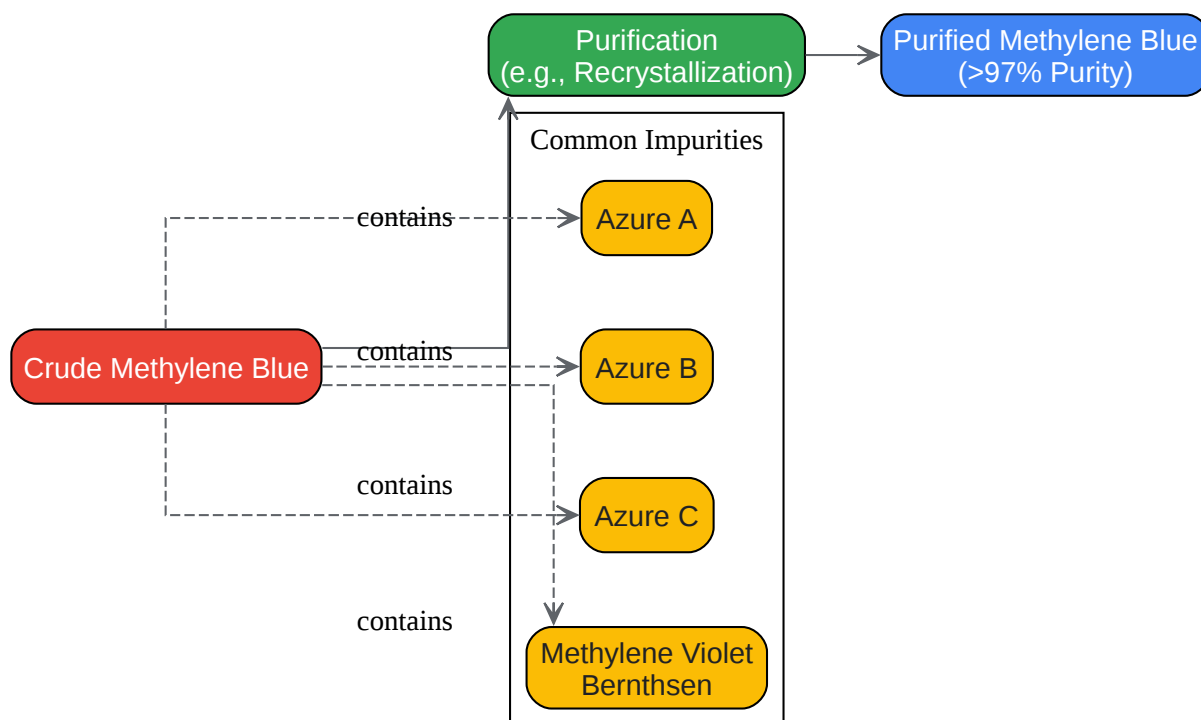 Purification
(e.g., Recrystallization)
Purified Methylene Blue
(>97% Purity)
Common Impurities
contains
Azure A
Crude Methylene Blue
contains
Azure B
contains
Azure C
contains
Methylene Violet
Bernthsen